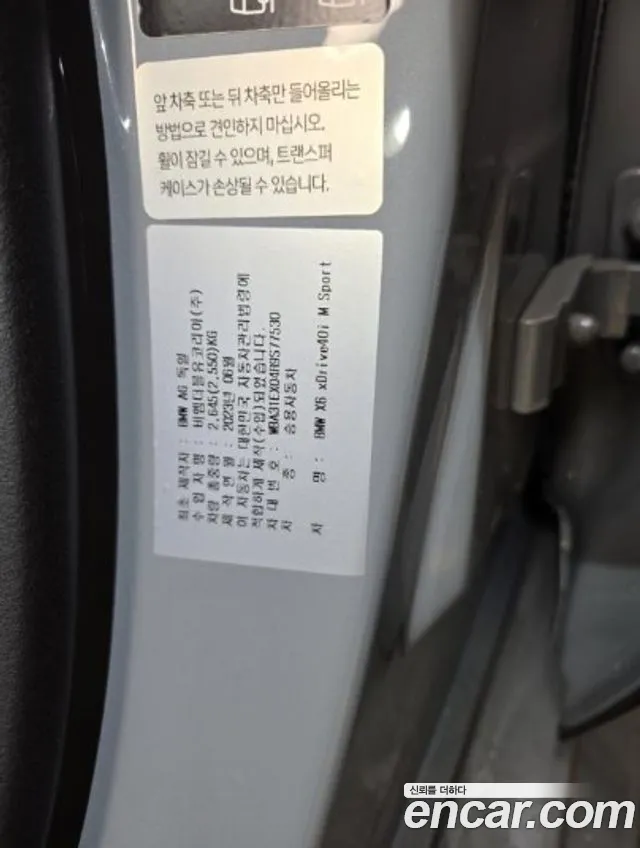 앞 차축 또는 뒤 차축만 들어올리는
방법으로 견인하지 마십시오.
휠이 잠길 수 있으며, 트랜스퍼
케이스가 손상될 수 있습니다.
최초 제작자 : BMW AG 독일
수 입 자 명 : 비엠더블유코리아(주)
차량 총중량 : 2,645(2,550)KG
제 작 연 월 : 2023년 06월
이 자동차는 대한민국 자동차관리법령에
적합하게 제작(수입)되었습니다.
차 대 번 호 : WBA31EX04R9S77530
차 종 : 승용자동차
차 명 : BMW X6 xDrive40i M Sport
신뢰를 더하다
encar.com